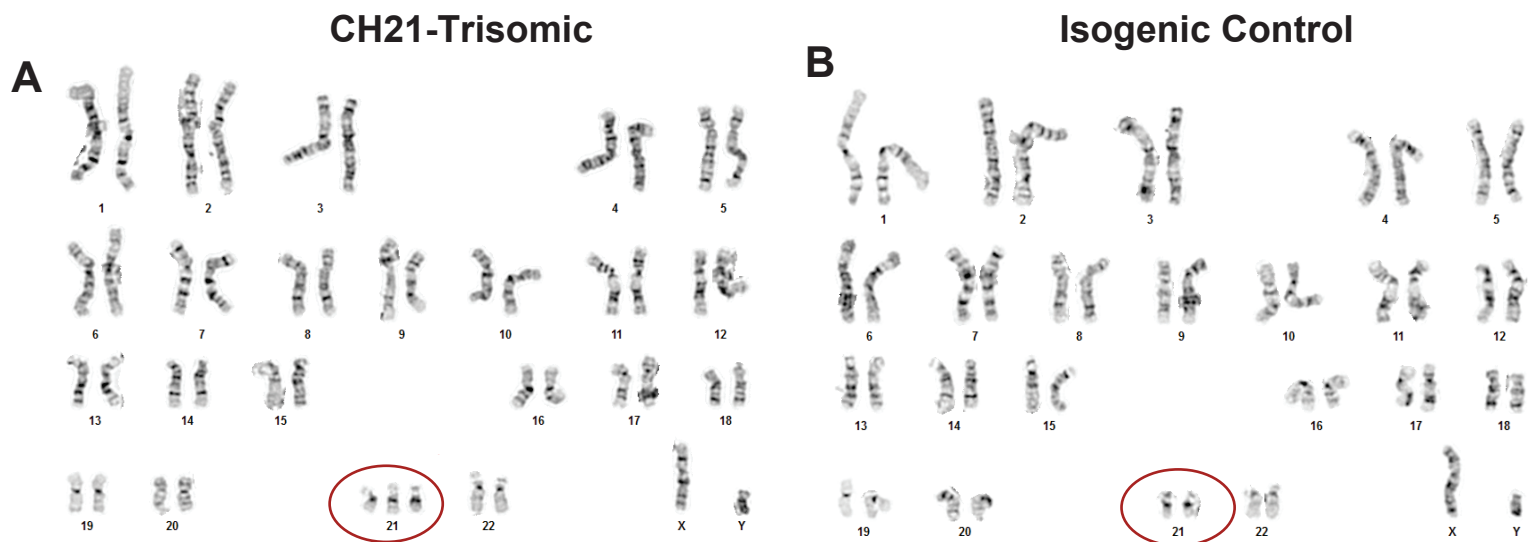 CH21-Trisomic
A
1 2 3 4 5
6 7 8 9 10 11 12
13 14 15 16 17 18
19 20 21 22 X Y
Isogenic Control
B
1 2 3 4 5
6 7 8 9 10 11 12
13 14 15 16 17 18
19 20 21 22 X Y